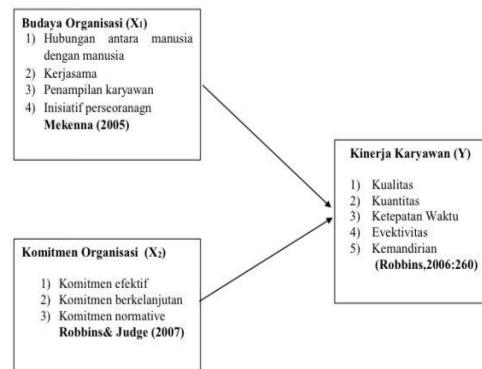 Budaya Organisasi (X₁)
1) Hubungan antara manusia
dengan manusia
2) Kerjasama
3) Penampilan karyawan
4) Inisiatif perseoranagn
Mekenna (2005)
Kinerja Karyawan (Y)
1) Kualitas
2) Kuantitas
3) Ketepatan Waktu
4) Evektivitas
5) Kemandirian
(Robbins,2006:260)
Komitmen Organisasi (X₂)
1) Komitmen efektif
2) Komitmen berkelanjutan
3) Komitmen normative
Robbins& Judge (2007)